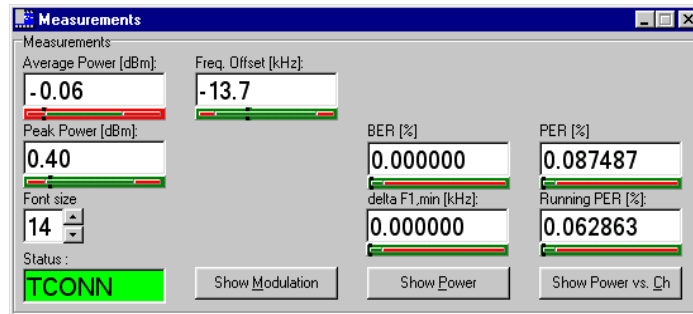 Measurements
Measurements
Average Power [dBm]: Freq. Offset [kHz]:
-0.06 -13.7
Peak Power [dBm]: BER [%] PER [%]
0.40 0.000000 0.087487
Font size delta F1,min [kHz]: Running PER [%]:
14 0.000000 0.062863
Status :
TCONN Show Modulation Show Power Show Power vs. Ch